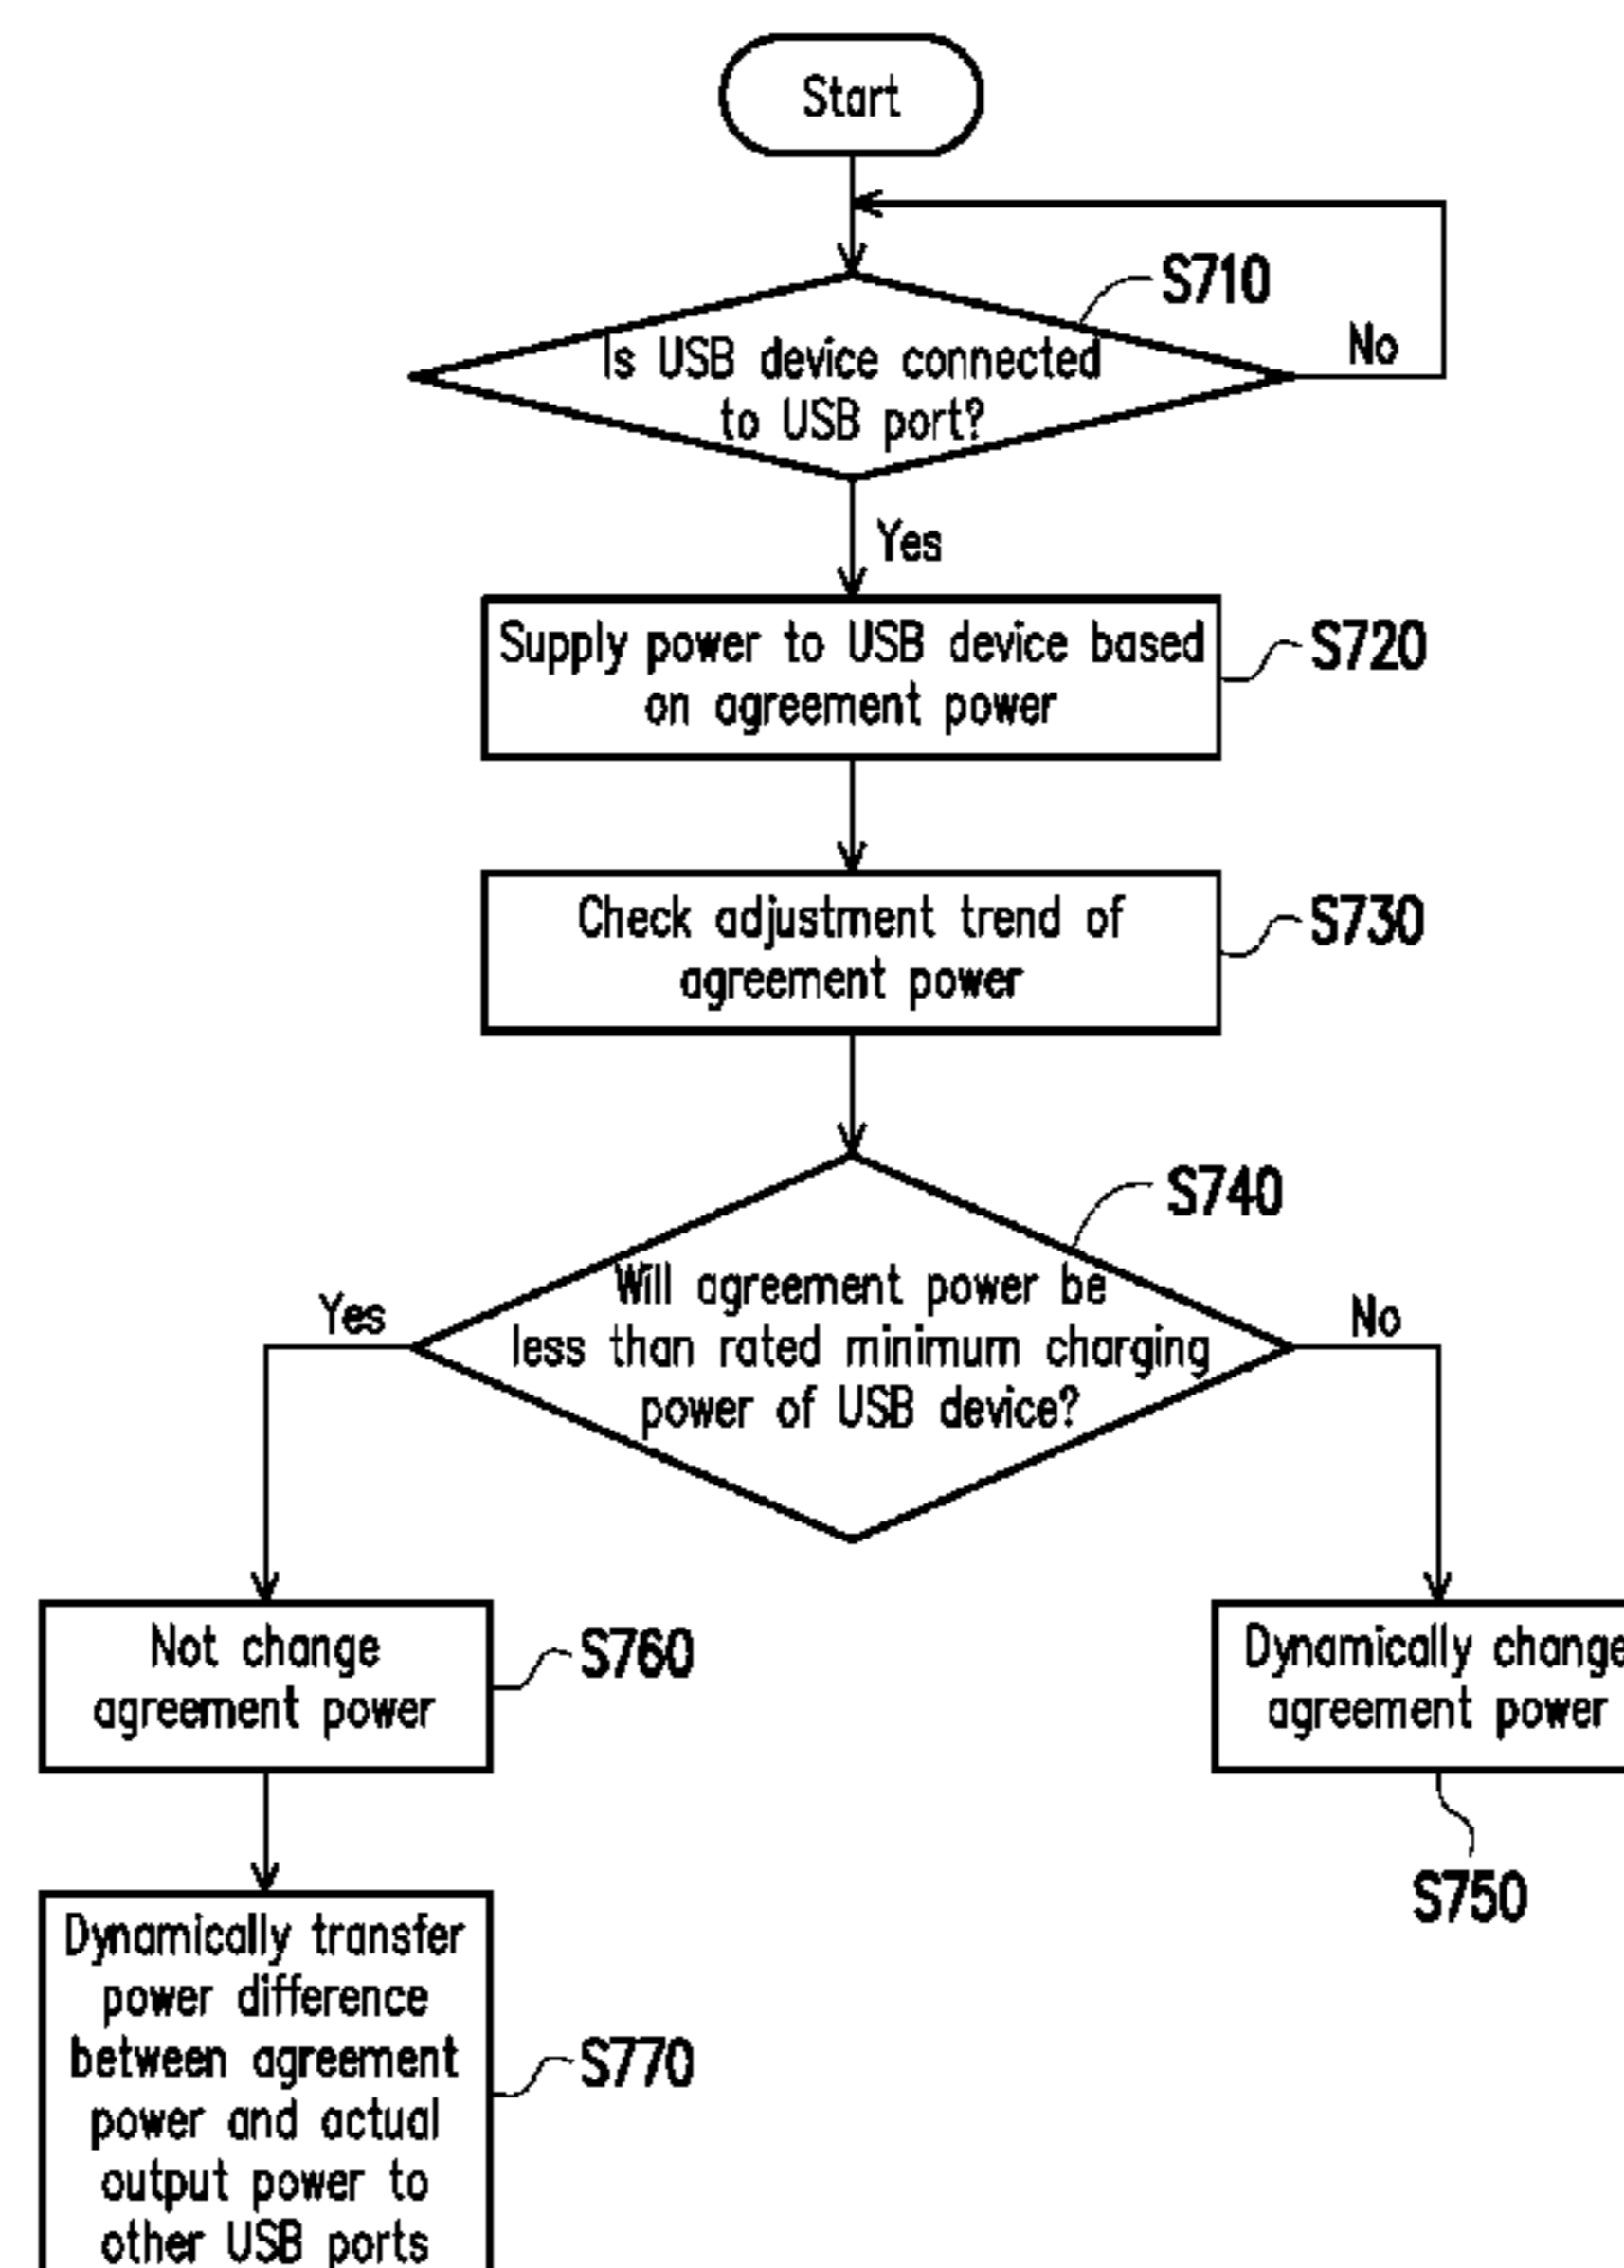 Start
S710
No
Is USB device connected
to USB port?
Yes
Supply power to USB device based
on agreement power
S720
Check adjustment trend of
agreement power
S730
S740
Will agreement power be
less than rated minimum charging
power of USB device?
Yes
No
Not change
agreement power
S760
Dynamically change
agreement power
S750
Dynamically transfer
power difference
between agreement
power and actual
output power to
other USB ports
S770